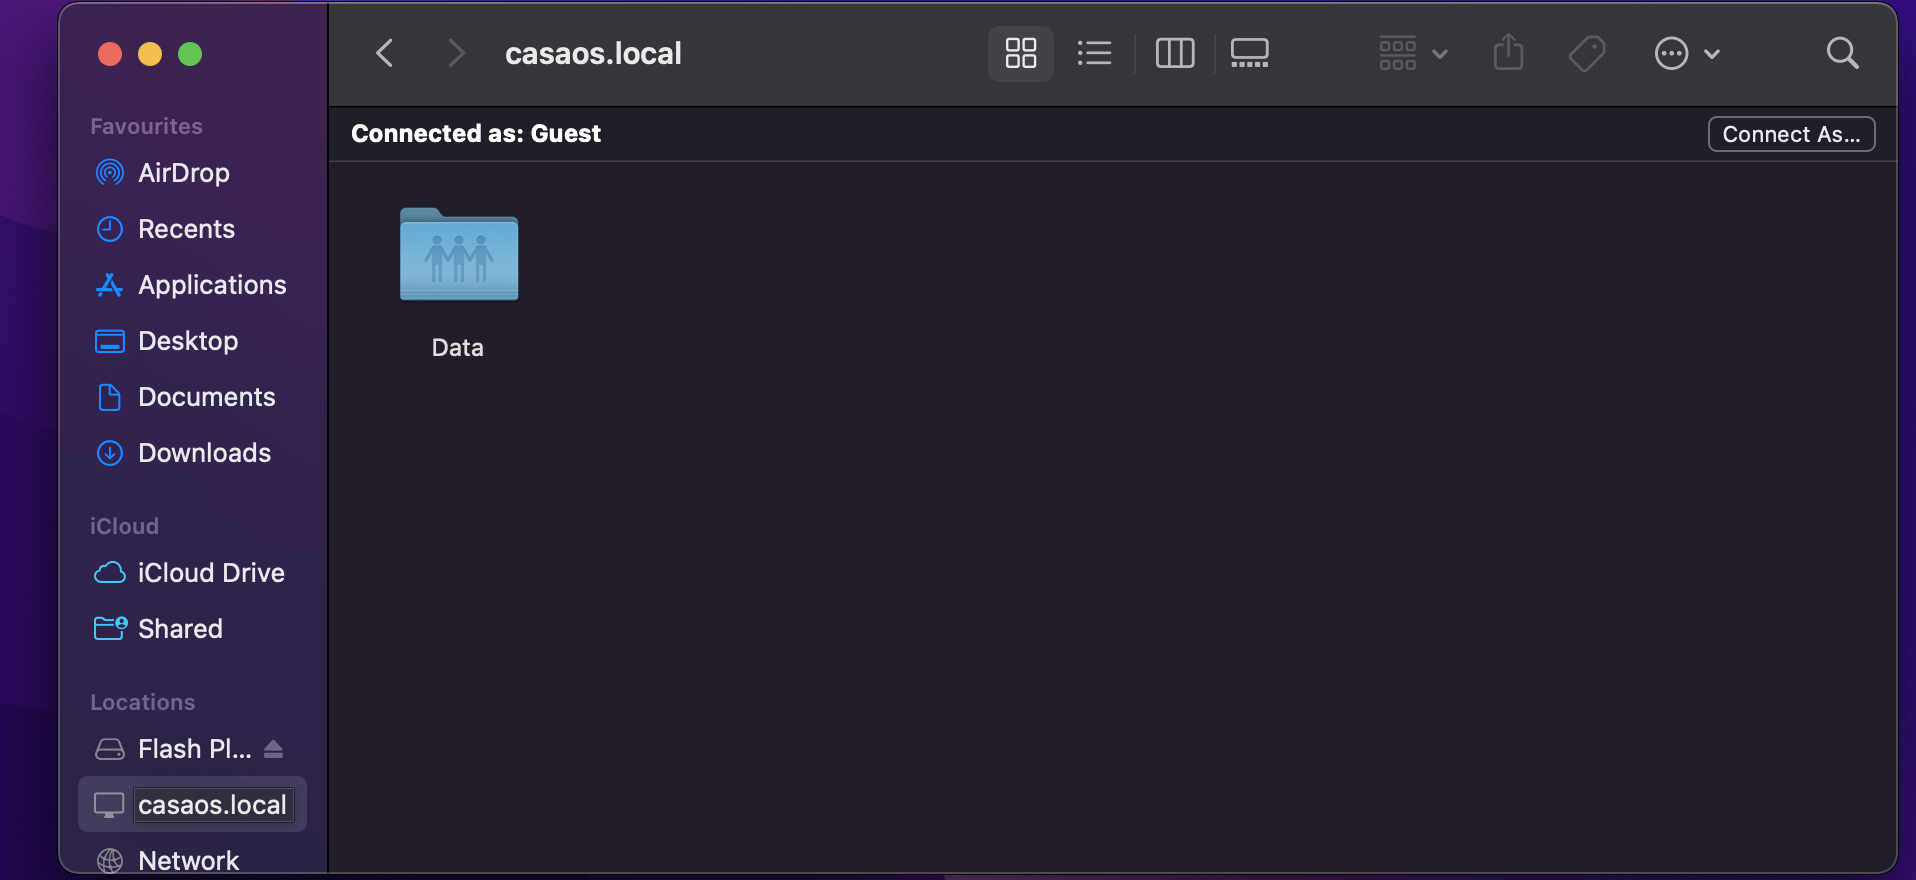 casaos.local
Connected as: Guest
Connect As...
Favourites
AirDrop
Recents
Applications
Desktop
Documents
Downloads
iCloud
iCloud Drive
Shared
Locations
Flash Pl...
casaos.local
Network
Data